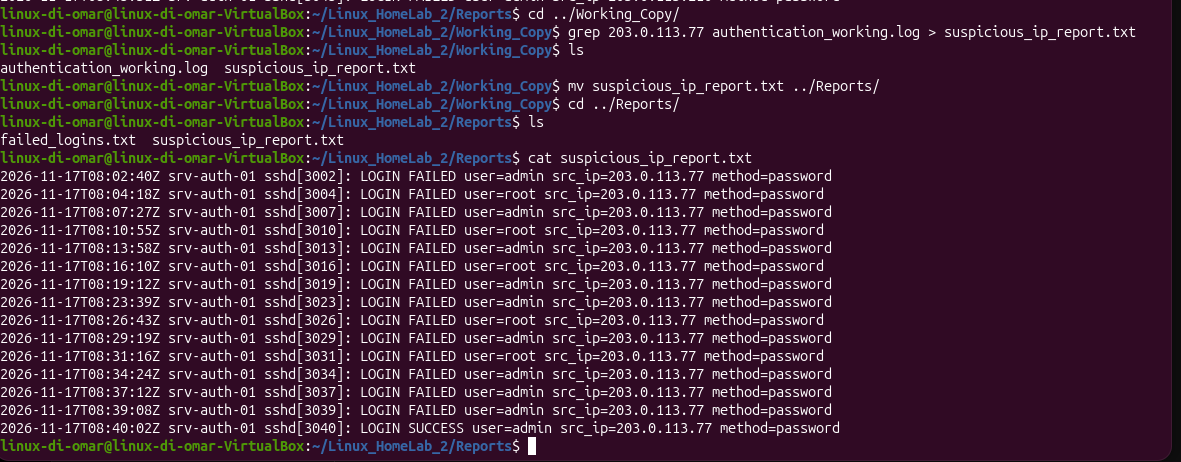 linux-di-omar@linux-di-omar-VirtualBox:~/Linux_HomeLab_2/Reports$ cd ../Working_Copy/
linux-di-omar@linux-di-omar-VirtualBox:~/Linux_HomeLab_2/Working_Copy$ grep 203.0.113.77 authentication_working.log > suspicious_ip_report.txt
linux-di-omar@linux-di-omar-VirtualBox:~/Linux_HomeLab_2/Working_Copy$ ls
authentication_working.log  suspicious_ip_report.txt
linux-di-omar@linux-di-omar-VirtualBox:~/Linux_HomeLab_2/Working_Copy$ mv suspicious_ip_report.txt ../Reports/
linux-di-omar@linux-di-omar-VirtualBox:~/Linux_HomeLab_2/Working_Copy$ cd ../Reports/
linux-di-omar@linux-di-omar-VirtualBox:~/Linux_HomeLab_2/Reports$ ls
failed_logins.txt  suspicious_ip_report.txt
linux-di-omar@linux-di-omar-VirtualBox:~/Linux_HomeLab_2/Reports$ cat suspicious_ip_report.txt
2026-11-17T08:02:40Z srv-auth-01 sshd[3002]: LOGIN FAILED user=admin src_ip=203.0.113.77 method=password
2026-11-17T08:04:18Z srv-auth-01 sshd[3004]: LOGIN FAILED user=root src_ip=203.0.113.77 method=password
2026-11-17T08:07:27Z srv-auth-01 sshd[3007]: LOGIN FAILED user=admin src_ip=203.0.113.77 method=password
2026-11-17T08:10:55Z srv-auth-01 sshd[3010]: LOGIN FAILED user=root src_ip=203.0.113.77 method=password
2026-11-17T08:13:58Z srv-auth-01 sshd[3013]: LOGIN FAILED user=admin src_ip=203.0.113.77 method=password
2026-11-17T08:16:10Z srv-auth-01 sshd[3016]: LOGIN FAILED user=root src_ip=203.0.113.77 method=password
2026-11-17T08:19:12Z srv-auth-01 sshd[3019]: LOGIN FAILED user=admin src_ip=203.0.113.77 method=password
2026-11-17T08:23:39Z srv-auth-01 sshd[3023]: LOGIN FAILED user=admin src_ip=203.0.113.77 method=password
2026-11-17T08:26:43Z srv-auth-01 sshd[3026]: LOGIN FAILED user=root src_ip=203.0.113.77 method=password
2026-11-17T08:29:19Z srv-auth-01 sshd[3029]: LOGIN FAILED user=admin src_ip=203.0.113.77 method=password
2026-11-17T08:31:16Z srv-auth-01 sshd[3031]: LOGIN FAILED user=root src_ip=203.0.113.77 method=password
2026-11-17T08:34:24Z srv-auth-01 sshd[3034]: LOGIN FAILED user=admin src_ip=203.0.113.77 method=password
2026-11-17T08:37:12Z srv-auth-01 sshd[3037]: LOGIN FAILED user=admin src_ip=203.0.113.77 method=password
2026-11-17T08:39:08Z srv-auth-01 sshd[3039]: LOGIN FAILED user=admin src_ip=203.0.113.77 method=password
2026-11-17T08:40:02Z srv-auth-01 sshd[3040]: LOGIN SUCCESS user=admin src_ip=203.0.113.77 method=password
linux-di-omar@linux-di-omar-VirtualBox:~/Linux_HomeLab_2/Reports$